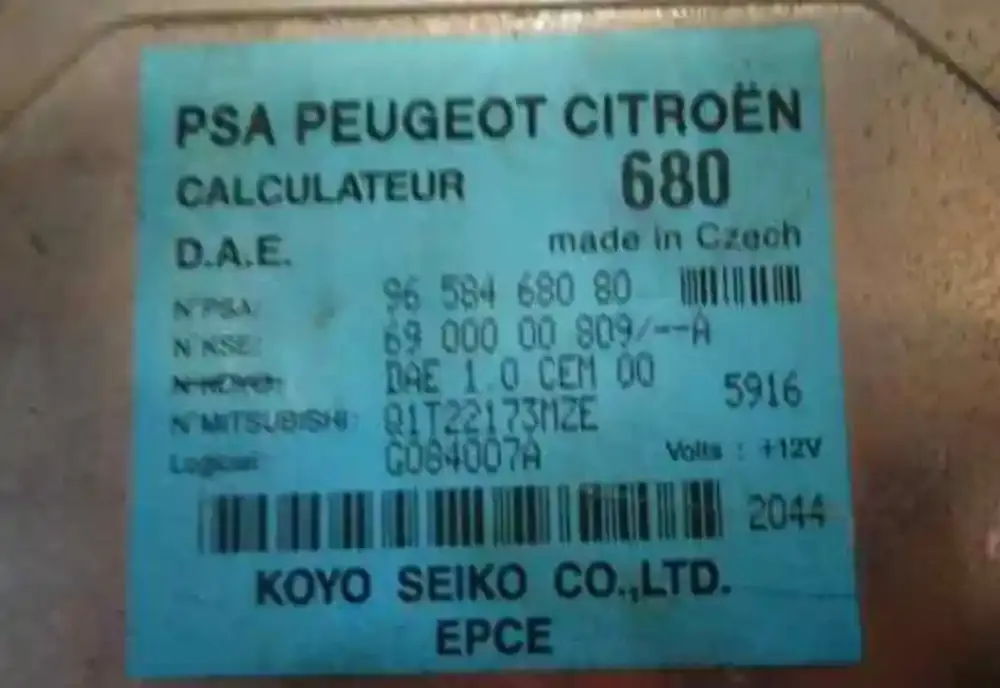 PSA PEUGEOT CITROËN
CALCULATEUR 680
D.A.E. made in Czech
N°PSA: 96 584 680 80
N°KSE: 69 000 00 809/--A
N°KOYO: DAE 1.0 CEM 00 5916
N°MITSUBISHI: Q1T22173MZE
Logiciel: G084007A Volts : +12V
2044
KOYO SEIKO CO.,LTD.
EPCE